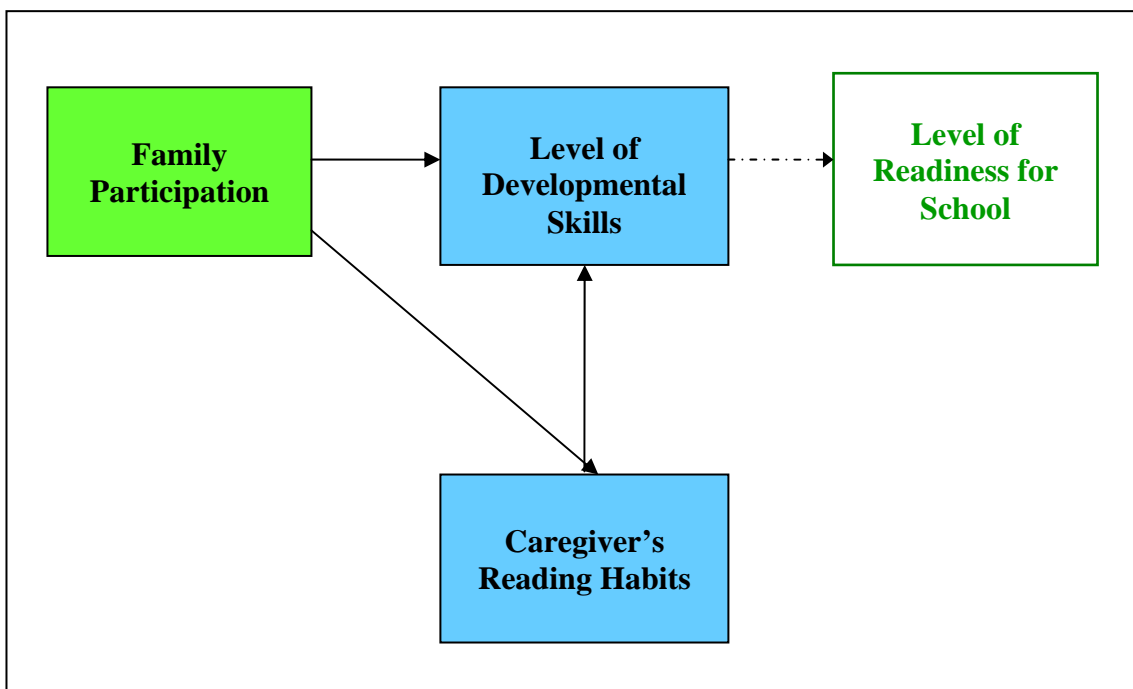 Family
Participation
Level of
Developmental
Skills
Level of
Readiness for
School
Caregiver’s
Reading Habits